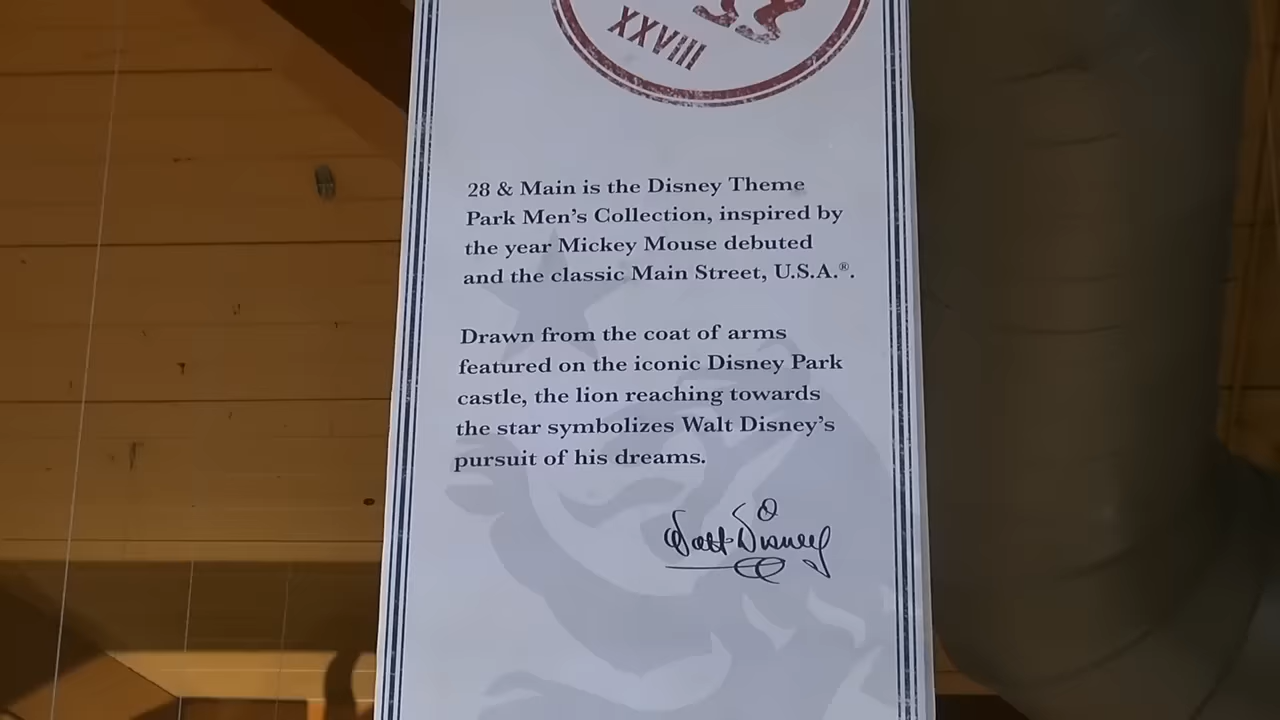 XXVIII
28 & Main is the Disney Theme
Park Men's Collection, inspired by
the year Mickey Mouse debuted
and the classic Main Street, U.S.A.®.
Drawn from the coat of arms
featured on the iconic Disney Park
castle, the lion reaching towards
the star symbolizes Walt Disney's
pursuit of his dreams.
Walt Disney